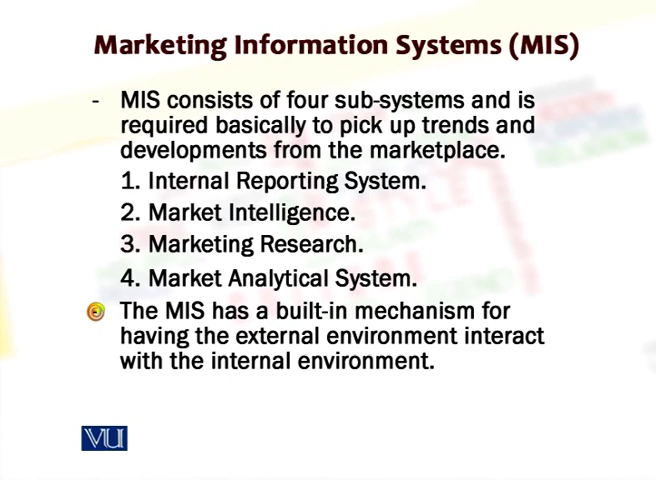 Marketing Information Systems (MIS)
- MIS consists of four sub-systems and is
required basically to pick up trends and
developments from the marketplace.
1. Internal Reporting System.
2. Market Intelligence.
3. Marketing Research.
4. Market Analytical System.
The MIS has a built-in mechanism for
having the external environment interact
with the internal environment.
VU